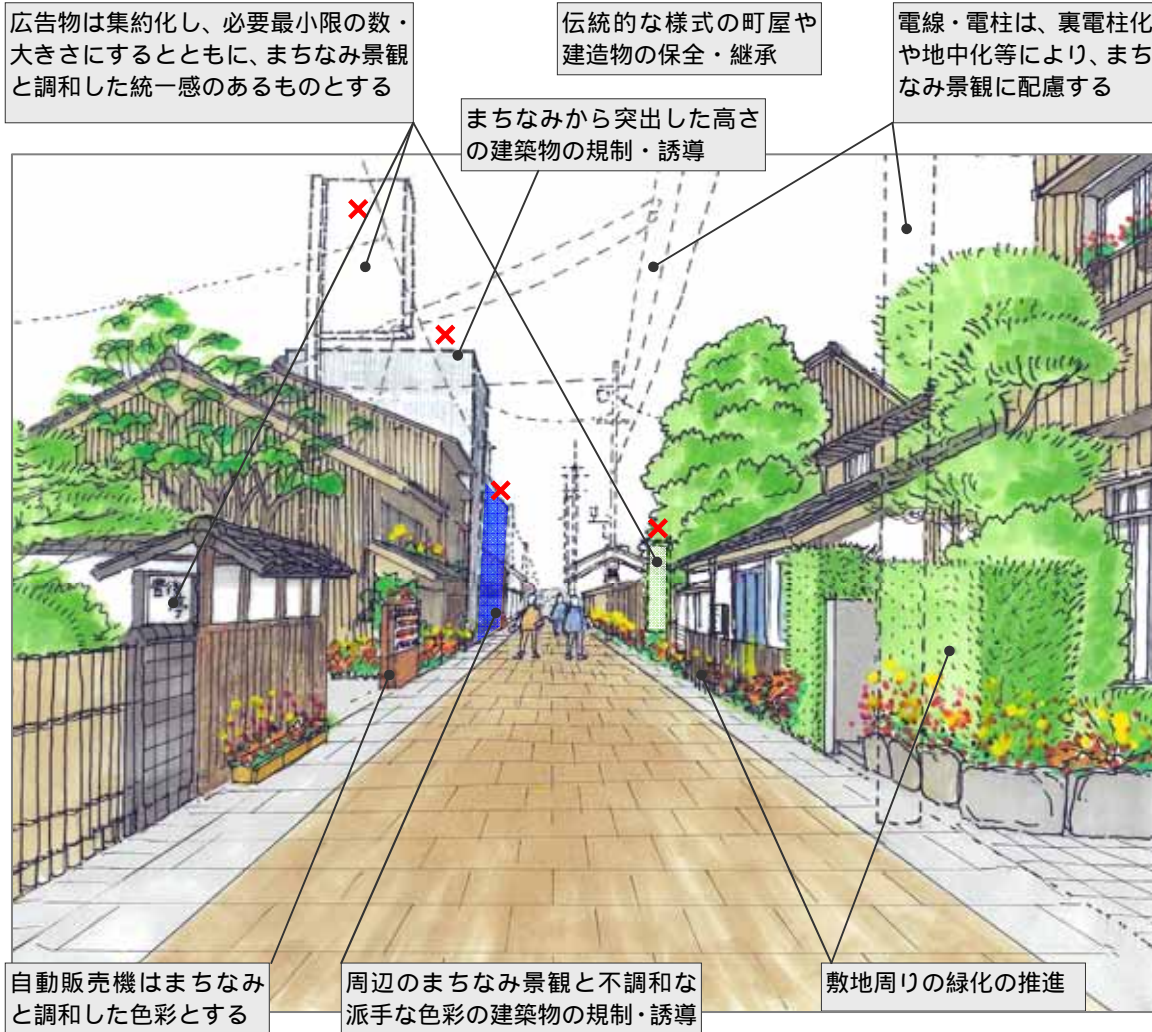 広告物は集約化し、必要最小限の数・
大きさにするとともに、まちなみ景観
と調和した統一感のあるものとする
伝統的な様式の町屋や
建造物の保全・継承
電線・電柱は、裏電柱化
や地中化等により、まち
なみ景観に配慮する
まちなみから突出した高さ
の建築物の規制・誘導
自動販売機はまちなみ
と調和した色彩とする
周辺のまちなみ景観と不調和な
派手な色彩の建築物の規制・誘導
敷地周りの緑化の推進